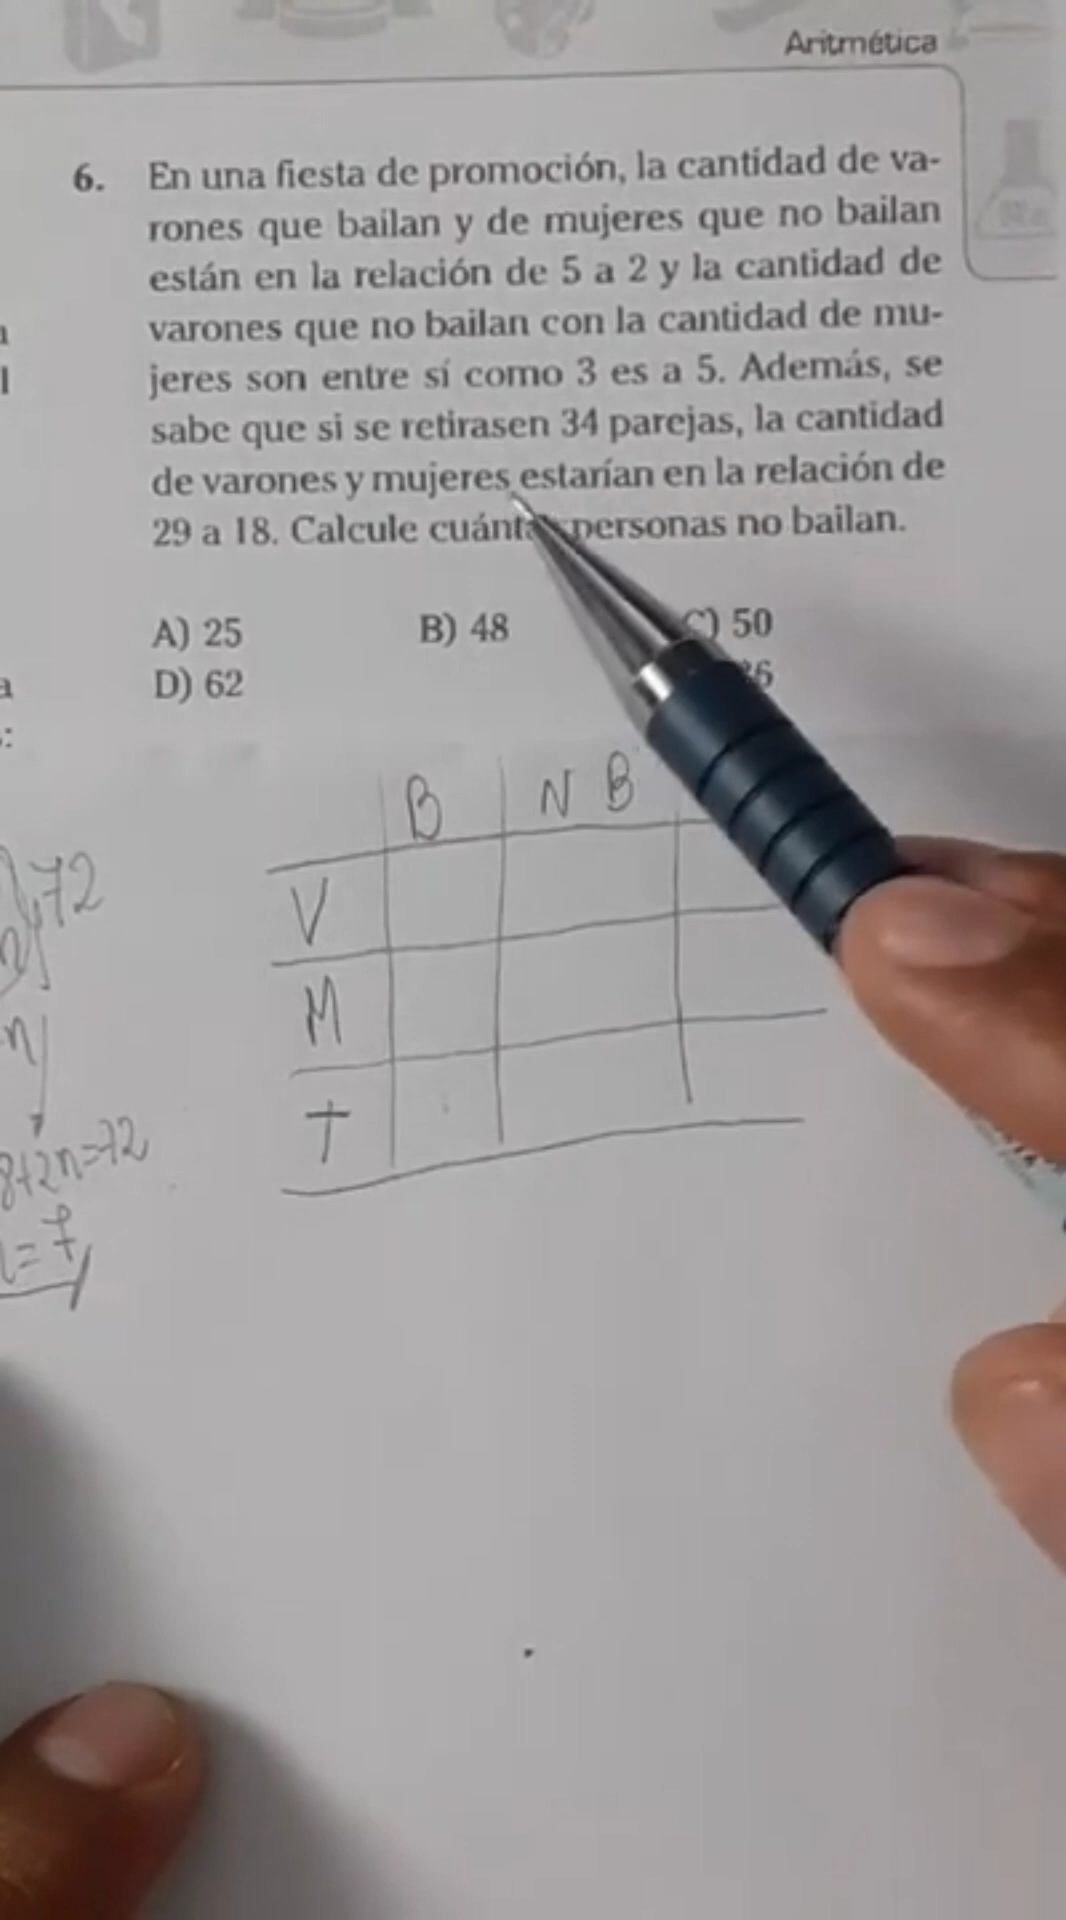 Aritmética
6. En una fiesta de promoción, la cantidad de va-
rones que bailan y de mujeres que no bailan
están en la relación de 5 a 2 y la cantidad de
varones que no bailan con la cantidad de mu-
jeres son entre sí como 3 es a 5. Además, se
sabe que si se retirasen 34 parejas, la cantidad
de varones y mujeres estarían en la relación de
29 a 18. Calcule personas no bailan.
A) 25 B) 48 C) 50
D) 62
B N B
V
M
T
72
n
8+2n=72
=7